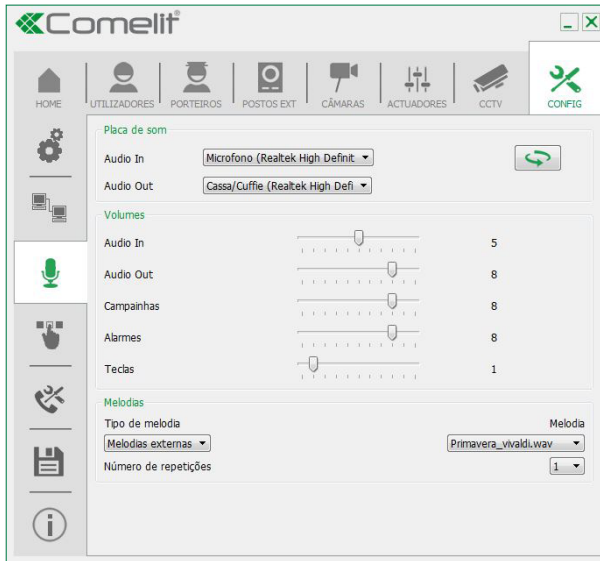 Comelit
HOME
UTILIZADORES
PORTEIROS
POSTOS EXT
CÂMARAS
ACTUADORES
CCTV
CONFIG
Placa de som
Audio In Microfono (Realtek High Definit
Audio Out Cassa/Cuffie (Realtek High Defi
Volumes
Audio In 5
Audio Out 8
Campainhas 8
Alarmes 8
Teclas 1
Melodias
Tipo de melodia Melodia
Melodias externas Primavera_vivaldi.wav
Número de repetições 1